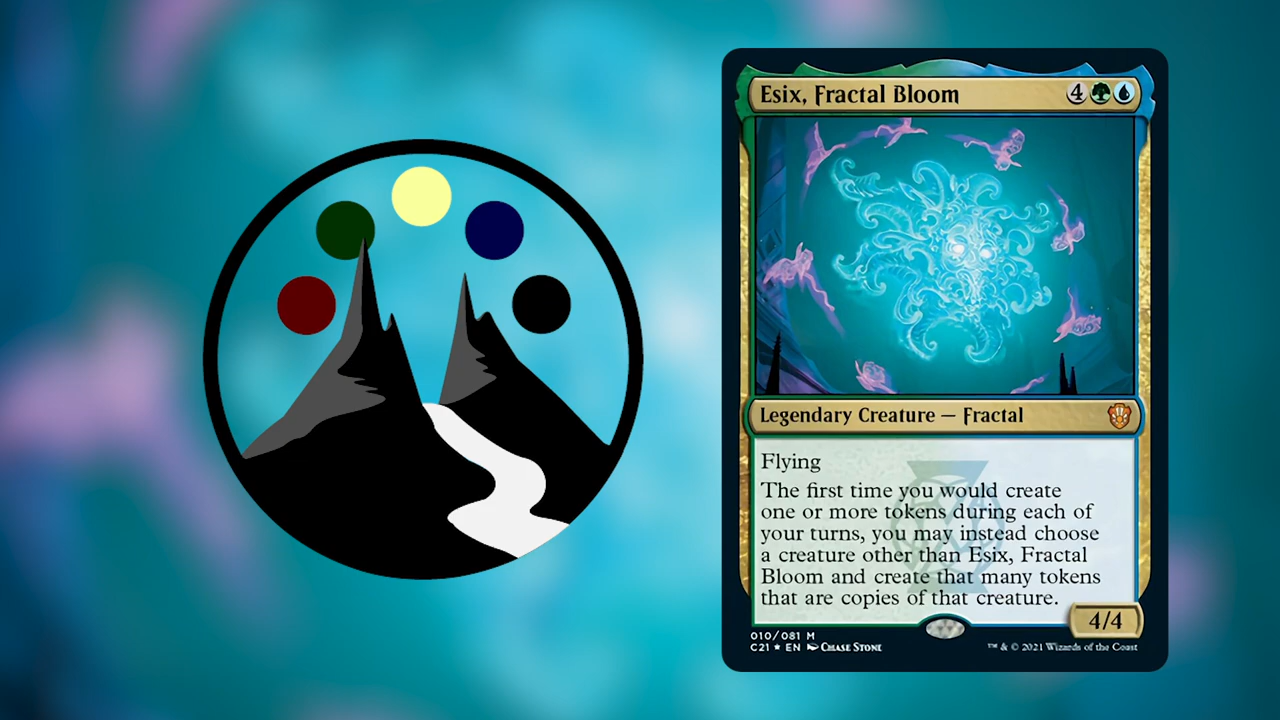 Esix, Fractal Bloom
4
Legendary Creature — Fractal
Flying
The first time you would create
one or more tokens during each of
your turns, you may instead choose
a creature other than Esix, Fractal
Bloom and create that many tokens
that are copies of that creature.
4/4
010/081 M
C21 ★ EN Chase Stone
™ & © 2021 Wizards of the Coast